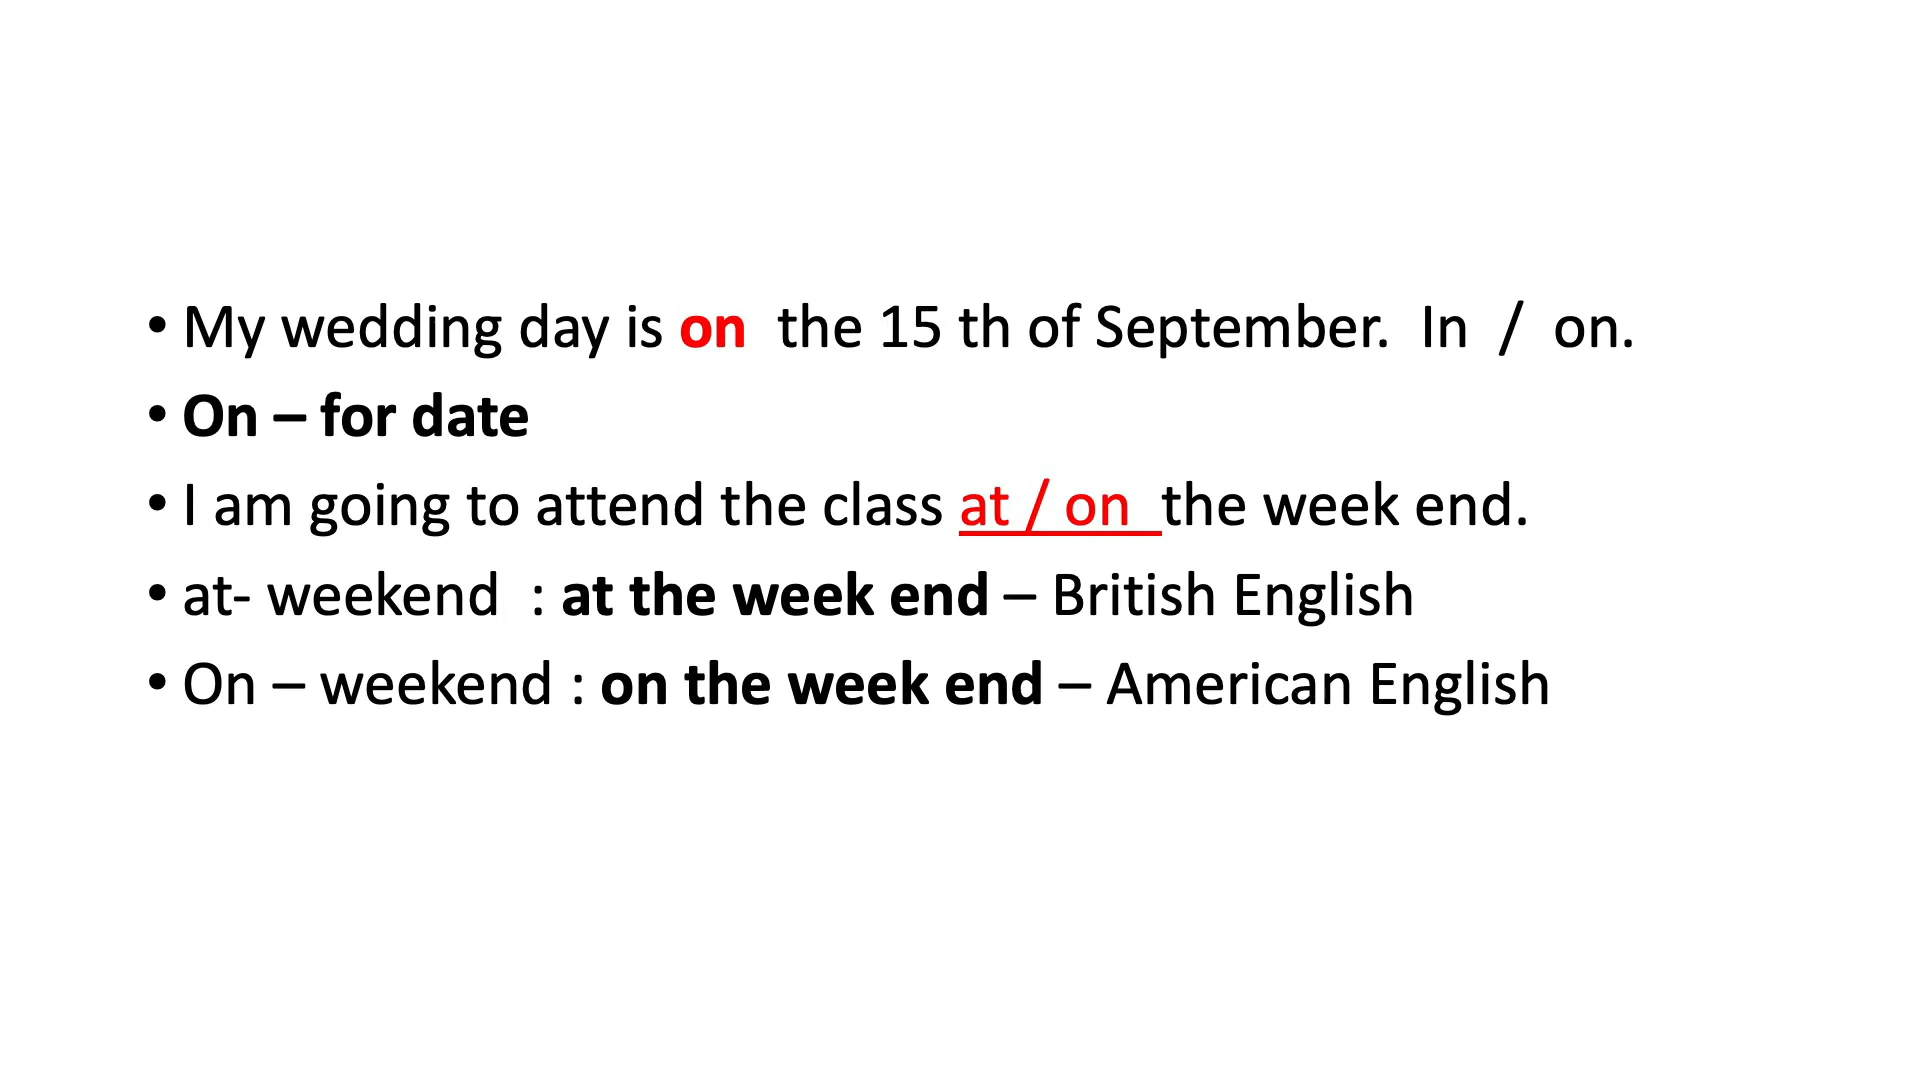 • My wedding day is on  the 15 th of September.  In  /  on.
• On – for date
• I am going to attend the class at / on  the week end.
• at- weekend  : at the week end – British English
• On – weekend : on the week end – American English